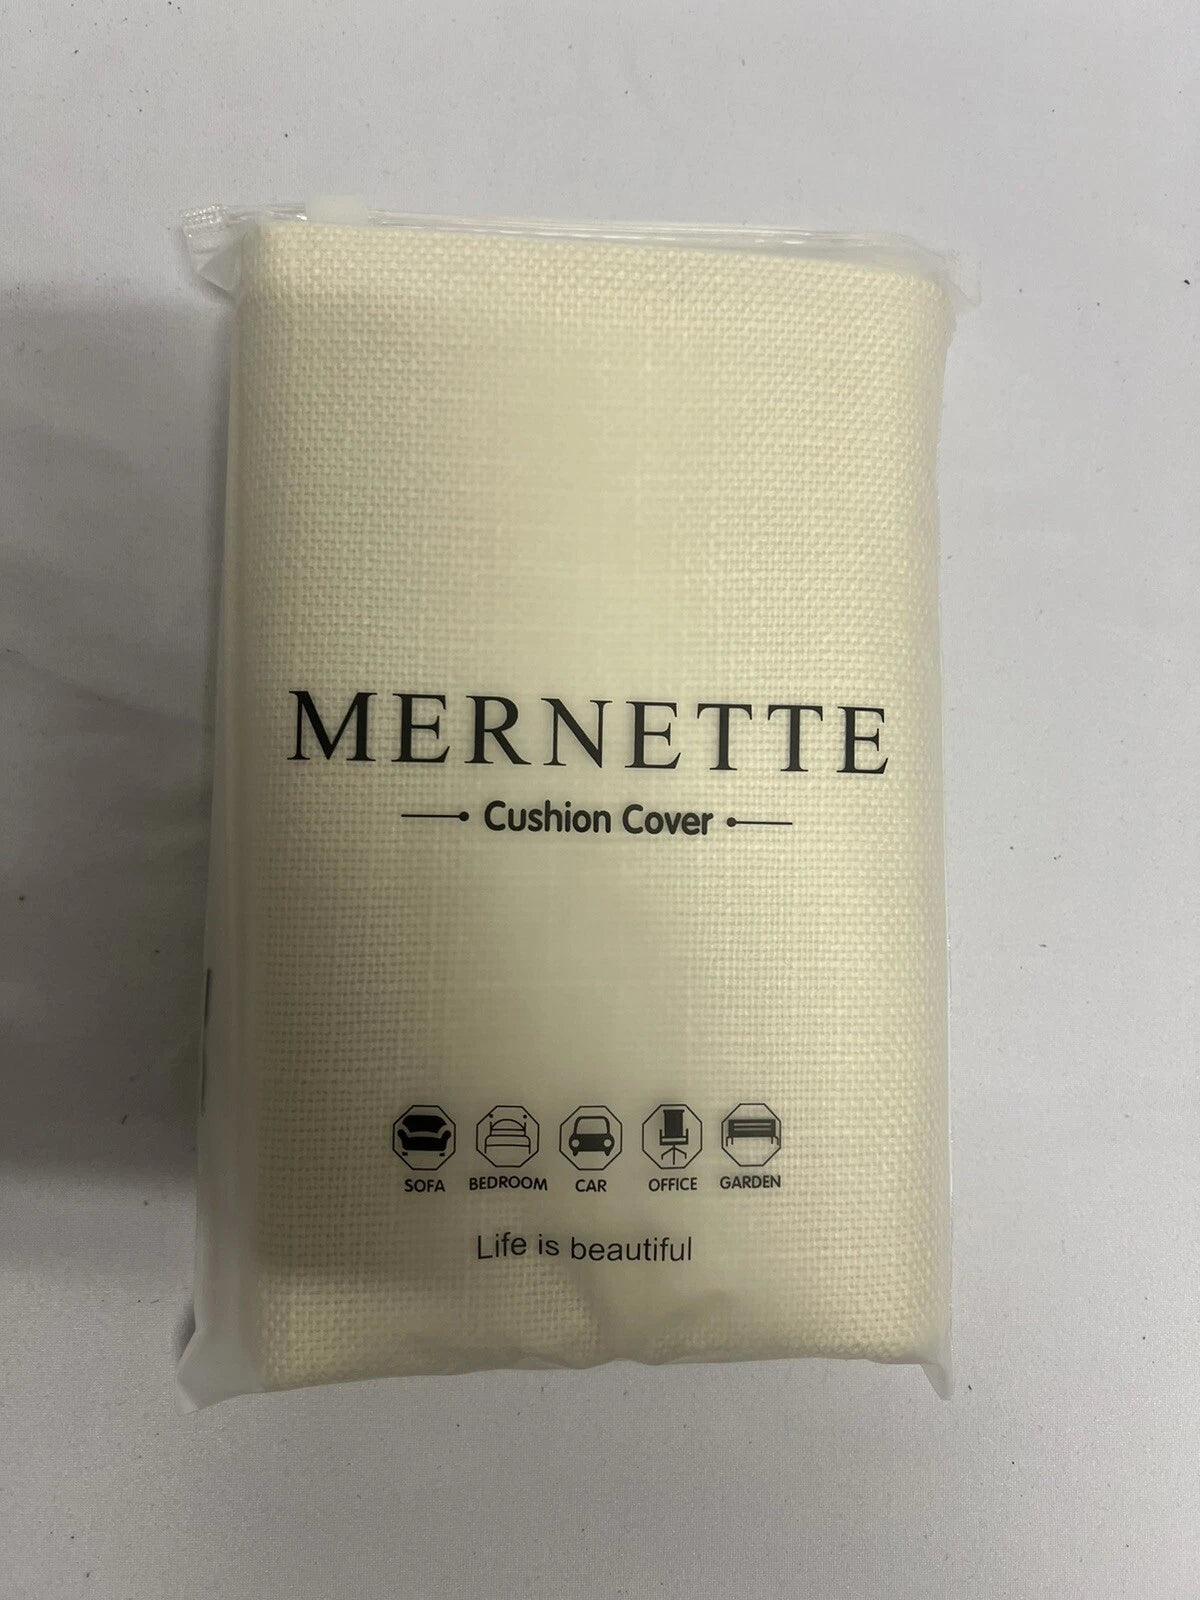 MERNETTE
Cushion Cover
SOFA BEDROOM CAR OFFICE GARDEN
Life is beautiful